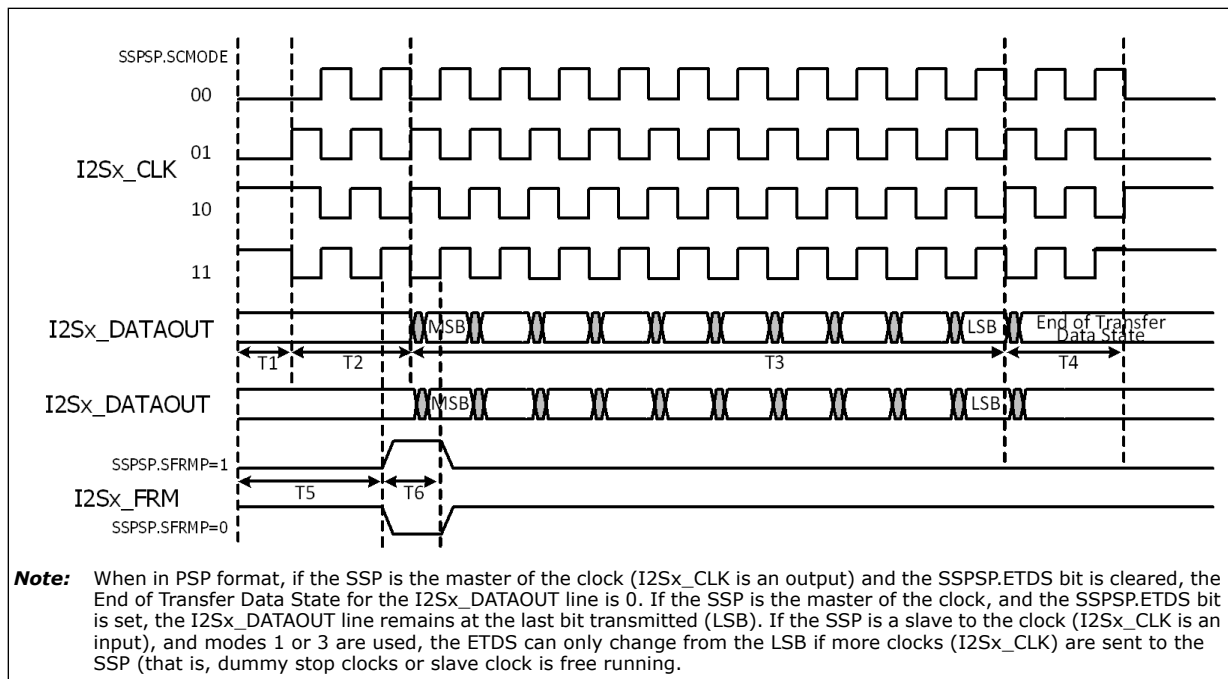 SSPSP.SCMODE
00
01
I2Sx_CLK
10
11
I2Sx_DATAOUT
MSB
LSB
End of Transfer
Data State
T1
T2
T3
T4
I2Sx_DATAOUT
MSB
LSB
SSPSP.SFRMP=1
T5
T6
I2Sx_FRM
SSPSP.SFRMP=0
Note: When in PSP format, if the SSP is the master of the clock (I2Sx_CLK is an output) and the SSPSP.ETDS bit is cleared, the
End of Transfer Data State for the I2Sx_DATAOUT line is 0. If the SSP is the master of the clock, and the SSPSP.ETDS bit
is set, the I2Sx_DATAOUT line remains at the last bit transmitted (LSB). If the SSP is a slave to the clock (I2Sx_CLK is an
input), and modes 1 or 3 are used, the ETDS can only change from the LSB if more clocks (I2Sx_CLK) are sent to the
SSP (that is, dummy stop clocks or slave clock is free running.